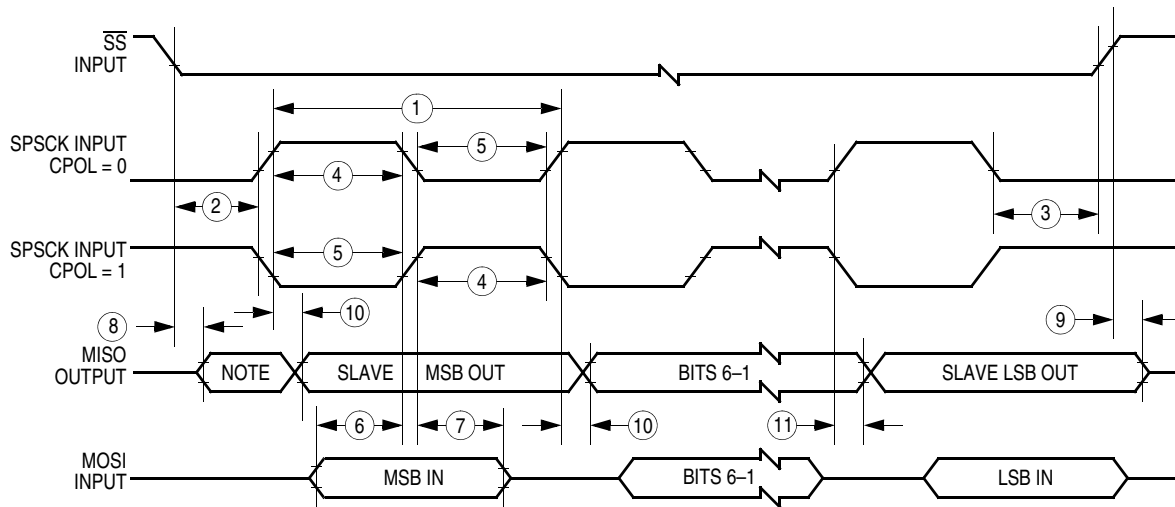 SS
INPUT
1
SPSCK INPUT
CPOL = 0
5
4
2
3
SPSCK INPUT
CPOL = 1
5
4
8
10
9
MISO
OUTPUT
NOTE
SLAVE
MSB OUT
BITS 6–1
SLAVE LSB OUT
6
7
10
11
MOSI
INPUT
MSB IN
BITS 6–1
LSB IN